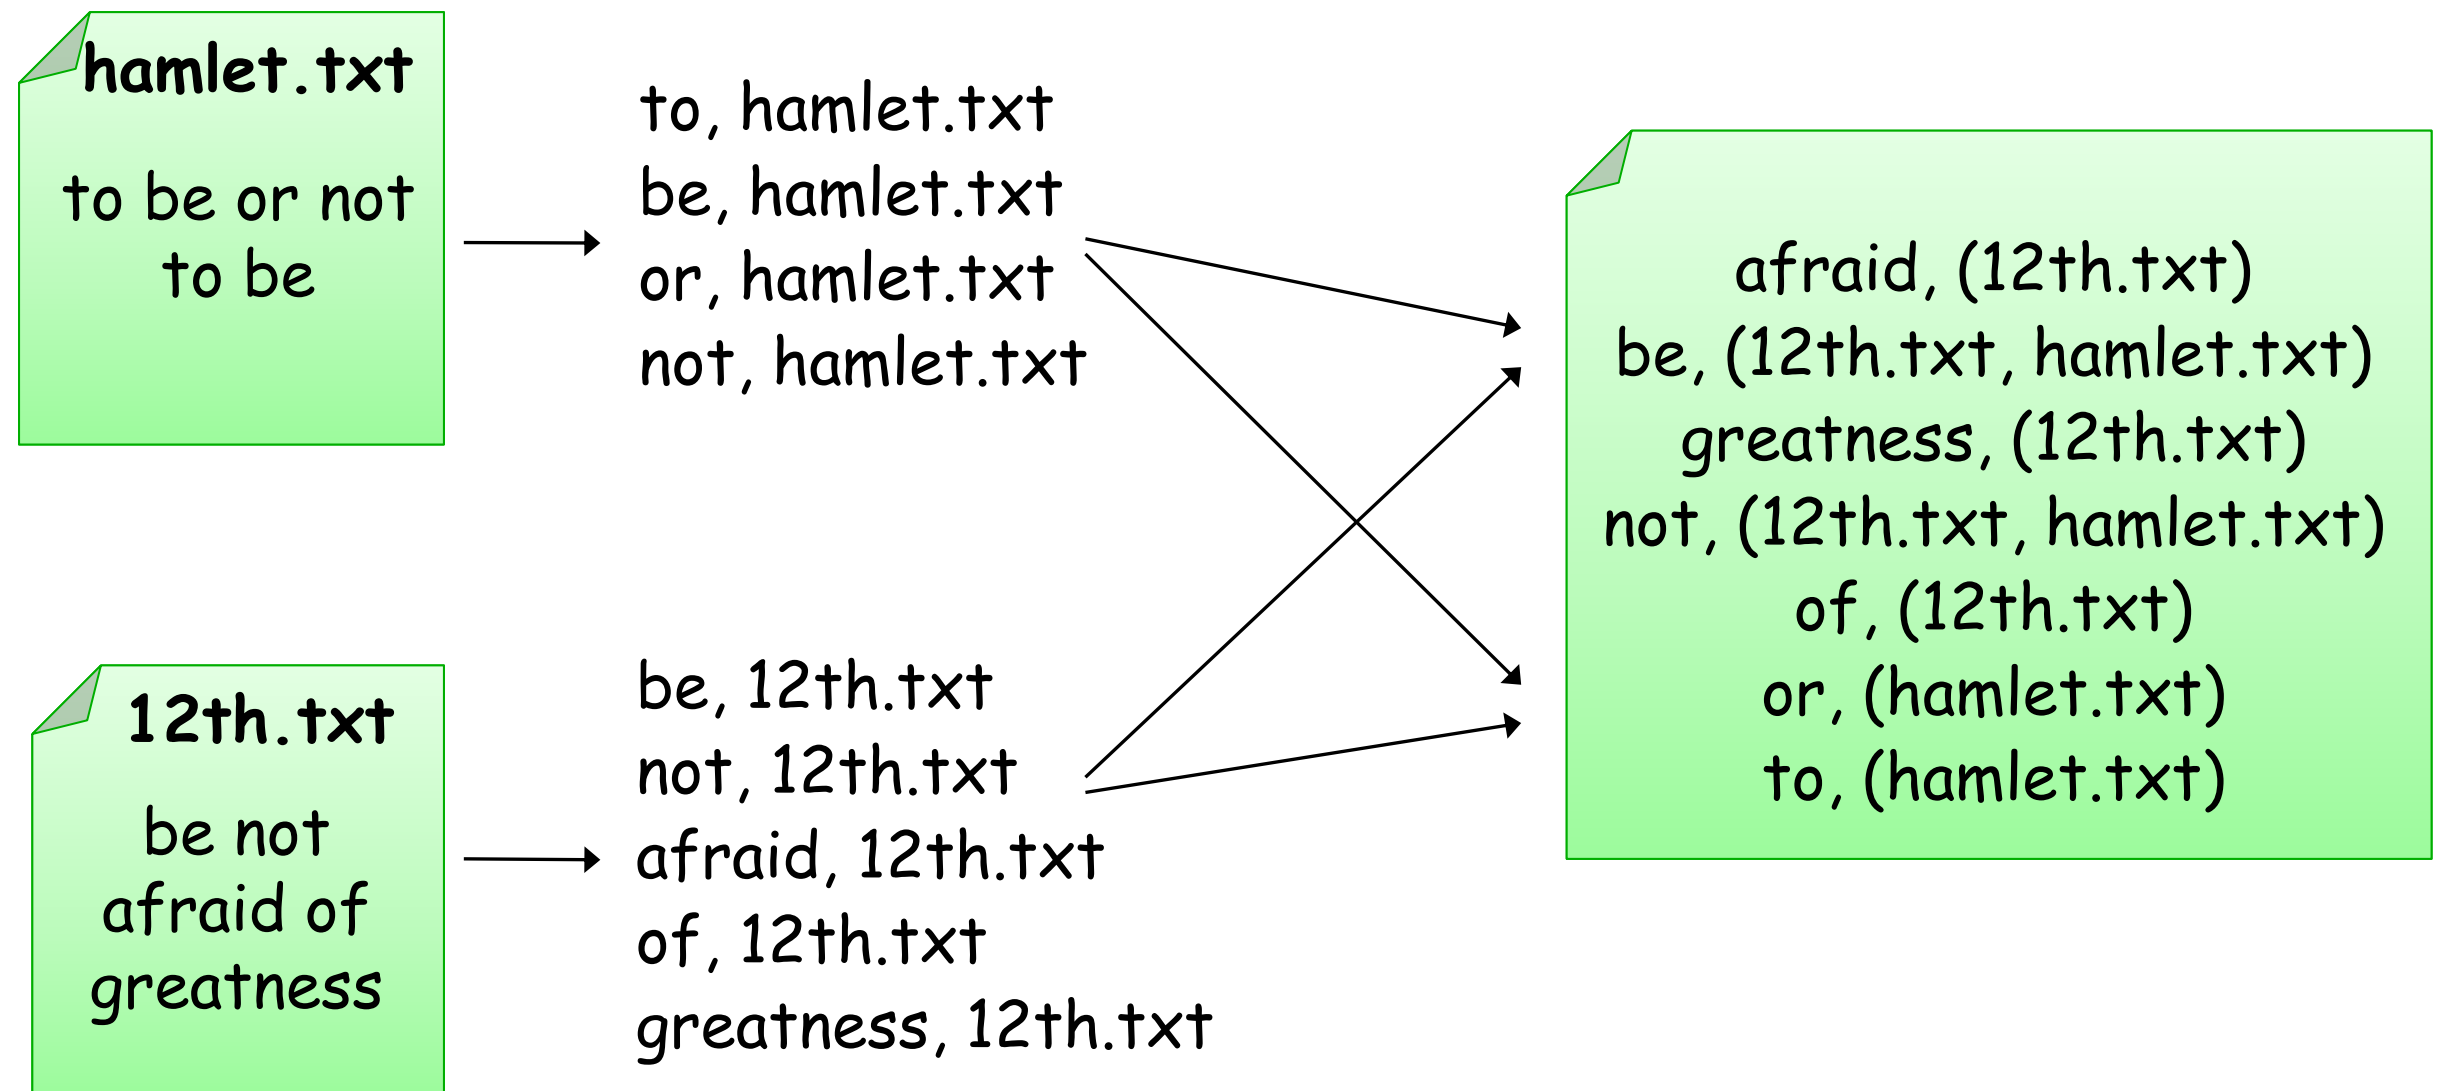 hamlet.txt
to be or not
to be
to, hamlet.txt
be, hamlet.txt
or, hamlet.txt
not, hamlet.txt
12th.txt
be not
afraid of
greatness
be, 12th.txt
not, 12th.txt
afraid, 12th.txt
of, 12th.txt
greatness, 12th.txt
afraid, (12th.txt)
be, (12th.txt, hamlet.txt)
greatness, (12th.txt)
not, (12th.txt, hamlet.txt)
of, (12th.txt)
or, (hamlet.txt)
to, (hamlet.txt)